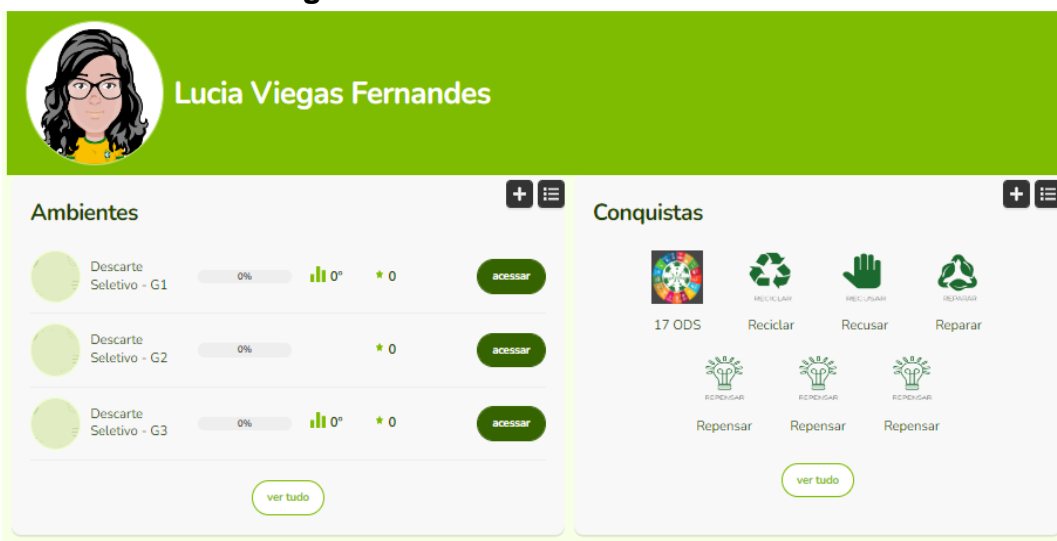 Lucia Viegas Fernandes
Ambientes
Descarte
Seletivo - G1
0%
0°
0
acessar
Descarte
Seletivo - G2
0%
0
acessar
Descarte
Seletivo - G3
0%
0°
0
acessar
ver tudo
Conquistas
RECICLAR
RECUSAR
REPARAR
17 ODS
Reciclar
Recusar
Reparar
REPENSAR
REPENSAR
REPENSAR
Repensar
Repensar
Repensar
ver tudo